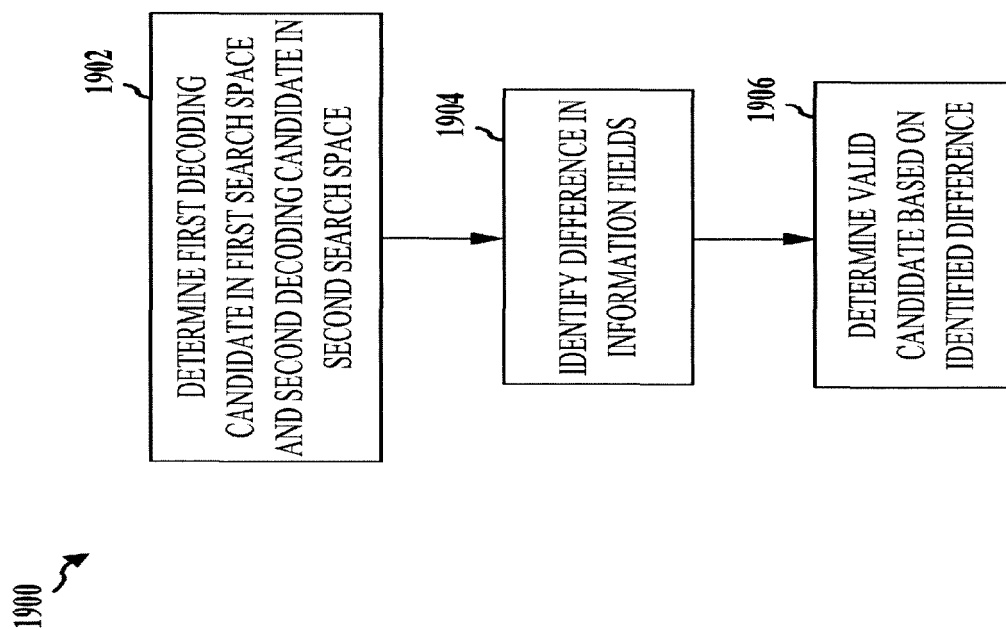 1900
1902
DETERMINE FIRST DECODING
CANDIDATE IN FIRST SEARCH SPACE
AND SECOND DECODING CANDIDATE IN
SECOND SEARCH SPACE
1904
IDENTIFY DIFFERENCE IN
INFORMATION FIELDS
1906
DETERMINE VALID
CANDIDATE BASED ON
IDENTIFIED DIFFERENCE